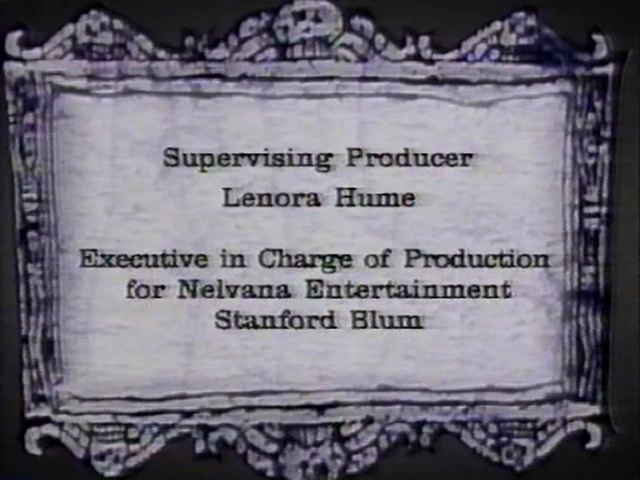 Supervising Producer
Lenora Hume
Executive in Charge of Production
for Nelvana Entertainment
Stanford Blum